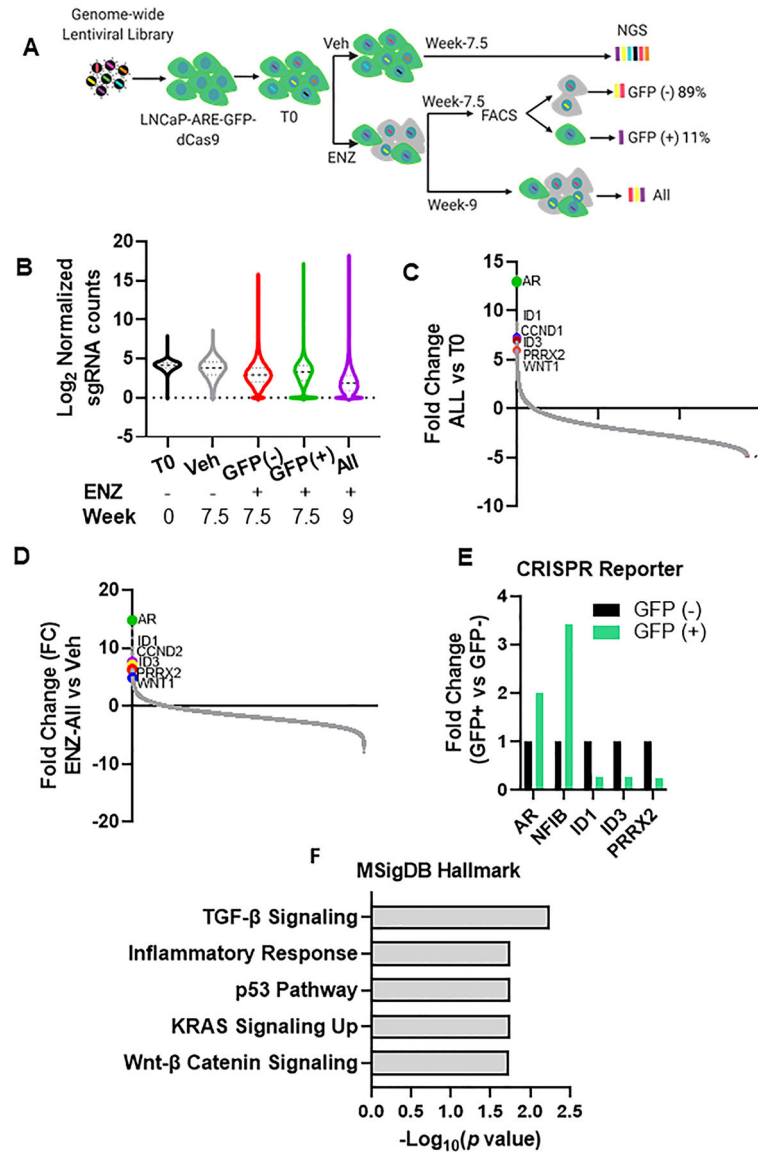 A
Genome-wide
Lentiviral Library
LNCaP-ARE-GFP-
dCas9
T0
Veh
ENZ
Week-7.5
Week-7.5
FACS
Week-9
NGS
GFP (-) 89%
GFP (+) 11%
All
B
Log2 Normalized
sgRNA counts
20
15
10
5
0
-5
T0
Veh
GFP(-)
GFP(+)
All
ENZ - - + + +
Week 0 7.5 7.5 7.5 9
C
Fold Change
ALL vs T0
15
10
5
0
-5
-10
AR
ID1
CCND1
ID3
PRRX2
WNT1
D
Fold Change (FC)
ENZ-All vs Veh
20
10
0
-10
-20
AR
ID1
CCND2
ID3
PRRX2
WNT1
E
CRISPR Reporter
Fold Change
(GFP+ vs GFP-)
4
3
2
1
0
GFP (-)
GFP (+)
AR
NFIB
ID1
ID3
PRRX2
F
MSigDB Hallmark
TGF-β Signaling
Inflammatory Response
p53 Pathway
KRAS Signaling Up
Wnt-β Catenin Signaling
0.0 0.5 1.0 1.5 2.0 2.5
-Log10(p value)